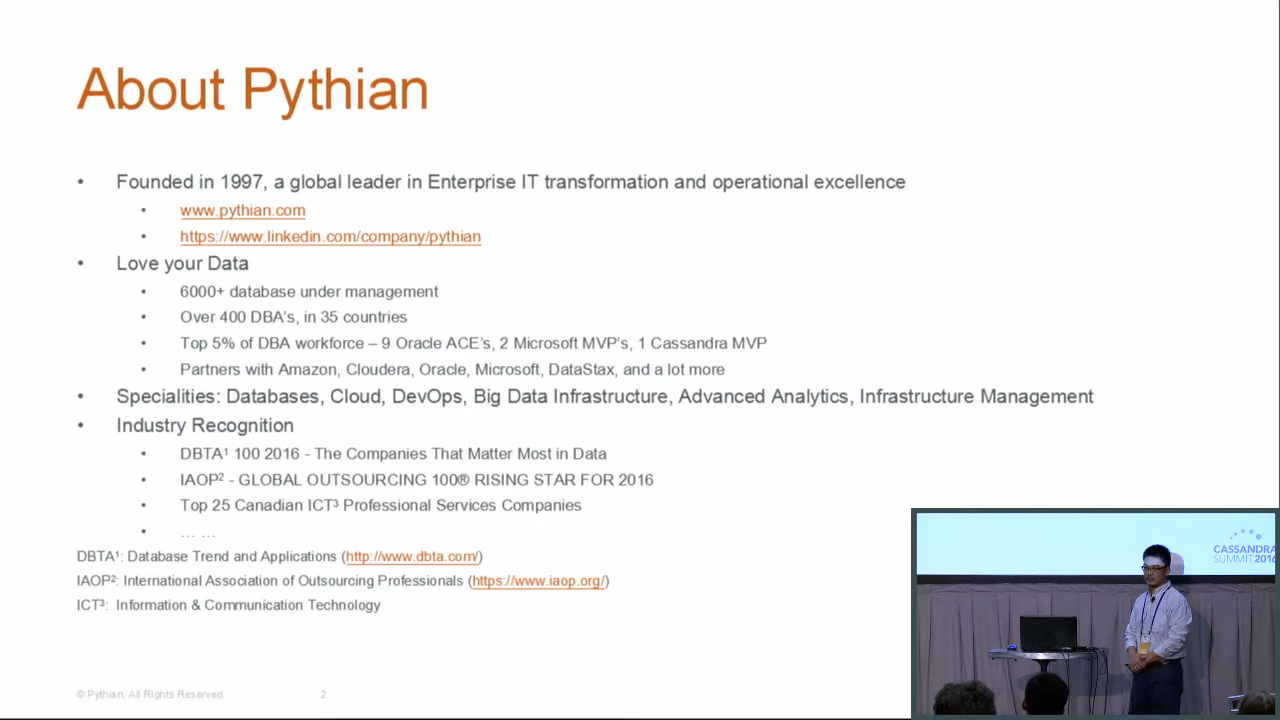 About Pythian
• Founded in 1997, a global leader in Enterprise IT transformation and operational excellence
• www.pythian.com
• https://www.linkedin.com/company/pythian
• Love your Data
• 6000+ database under management
• Over 400 DBA's, in 35 countries
• Top 5% of DBA workforce – 9 Oracle ACE's, 2 Microsoft MVP's, 1 Cassandra MVP
• Partners with Amazon, Cloudera, Oracle, Microsoft, DataStax, and a lot more
• Specialities: Databases, Cloud, DevOps, Big Data Infrastructure, Advanced Analytics, Infrastructure Management
• Industry Recognition
• DBTA¹ 100 2016 - The Companies That Matter Most in Data
• IAOP² - GLOBAL OUTSOURCING 100® RISING STAR FOR 2016
• Top 25 Canadian ICT³ Professional Services Companies
• … …
DBTA¹: Database Trend and Applications (http://www.dbta.com/)
IAOP²: International Association of Outsourcing Professionals (https://www.iaop.org/)
ICT³: Information & Communication Technology
© Pythian, All Rights Reserved 2
CASSANDRA
SUMMIT2016